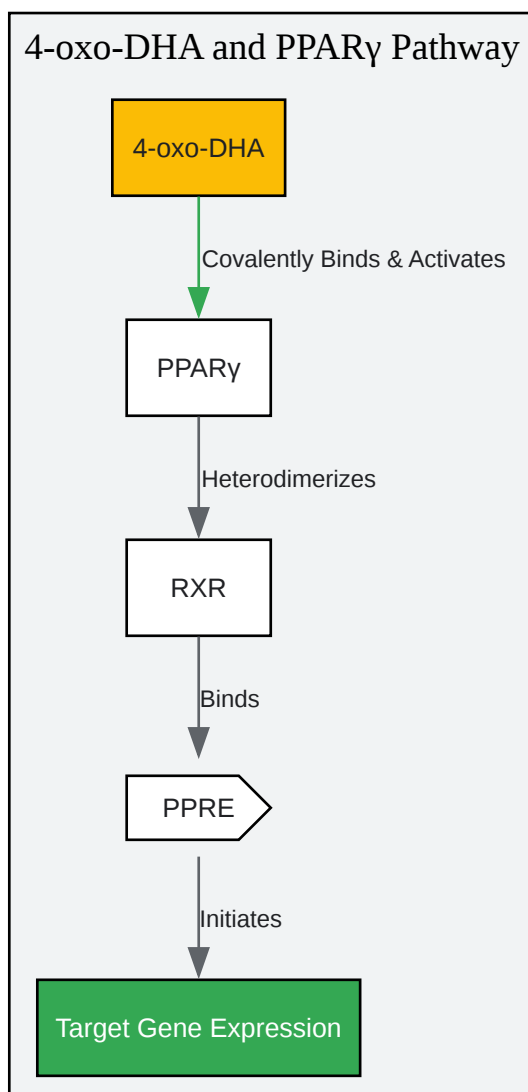 4-oxo-DHA and PPARγ Pathway
4-oxo-DHA
Covalently Binds & Activates
PPARγ
Heterodimerizes
RXR
Binds
PPRE
Initiates
Target Gene Expression